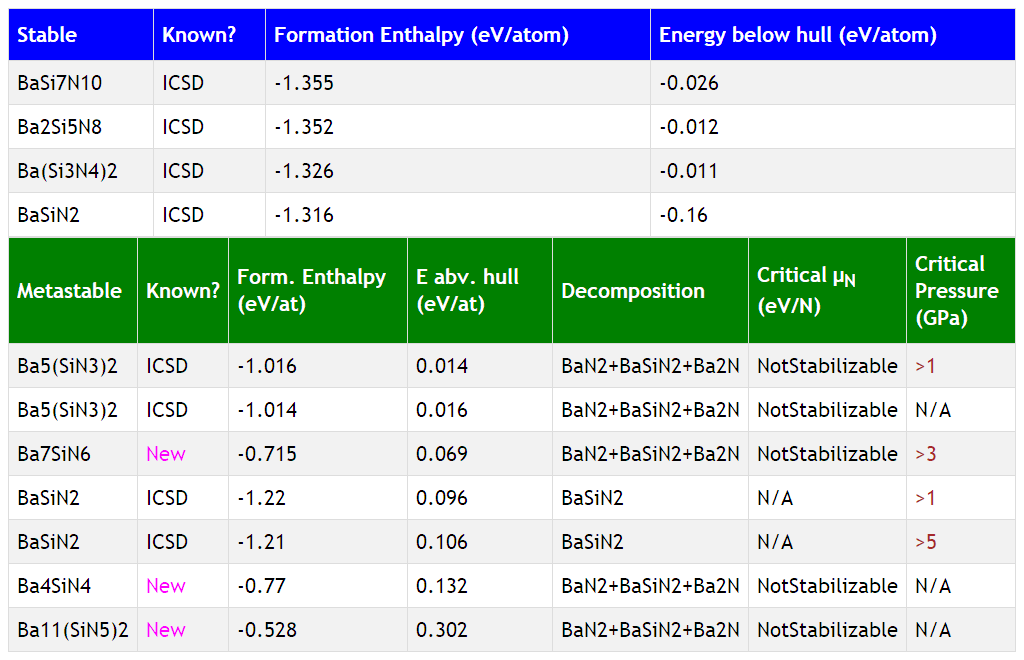 Stable Known? Formation Enthalpy (eV/atom) Energy below hull (eV/atom)
BaSi7N10 ICSD -1.355 -0.026
Ba2Si5N8 ICSD -1.352 -0.012
Ba(Si3N4)2 ICSD -1.326 -0.011
BaSiN2 ICSD -1.316 -0.16
Metastable Known? Form. Enthalpy (eV/at) E abv. hull (eV/at) Decomposition Critical μN (eV/N) Critical Pressure (GPa)
Ba5(SiN3)2 ICSD -1.016 0.014 BaN2+BaSiN2+Ba2N NotStabilizable >1
Ba5(SiN3)2 ICSD -1.014 0.016 BaN2+BaSiN2+Ba2N NotStabilizable N/A
Ba7SiN6 New -0.715 0.069 BaN2+BaSiN2+Ba2N NotStabilizable >3
BaSiN2 ICSD -1.22 0.096 BaSiN2 N/A >1
BaSiN2 ICSD -1.21 0.106 BaSiN2 N/A >5
Ba4SiN4 New -0.77 0.132 BaN2+BaSiN2+Ba2N NotStabilizable N/A
Ba11(SiN5)2 New -0.528 0.302 BaN2+BaSiN2+Ba2N NotStabilizable N/A